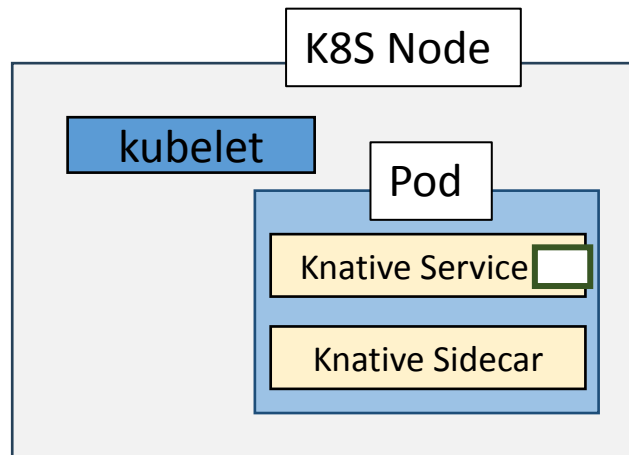 K8S Node
kubelet
Pod
Knative Service
Knative Sidecar